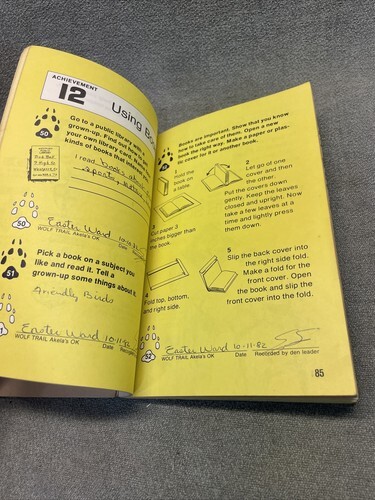 ACHIEVEMENT
12
Using
50
Go to a public library with a
grown-up. Find out how
your own library card. Name
kinds of books that
I read books about
sports
50
Easter Ward 10-
WOLF TRAIL Akela's OK Date
Pick a book on a subject you
51
like and read it. Tell a
grown-up some things about it.
Friendly Birds
Easter Ward 10-11-82
WOLF TRAIL Akela's OK Date
Books are important. Show that you know
how to take care of them. Open a new
book the right way. Make a paper or plas-
tic cover for it or another book.
1
book on
a table.
2
Let go of one
cover and then
the other.
Put the covers down
gently. Keep the leaves
closed and upright. Now
take a few leaves at a
time and lightly press
them down.
Cut paper 3
inches bigger than
the book.
4
Fold top, bottom,
and right side.
5
Slip the back cover into
the right side fold.
Make a fold for the
front cover. Open
the book and slip the
front cover into the fold.
52
Easter Ward 10-11-82
WOLF TRAIL Akela's OK Date Recorded by den leader
85